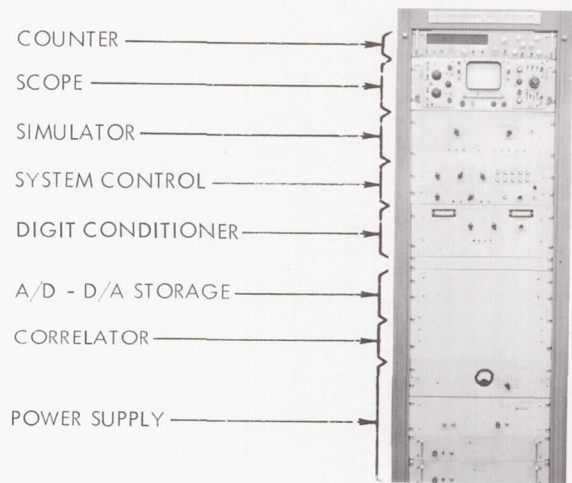 COUNTER
SCOPE
SIMULATOR
SYSTEM CONTROL
DIGIT CONDITIONER
A/D - D/A STORAGE
CORRELATOR
POWER SUPPLY